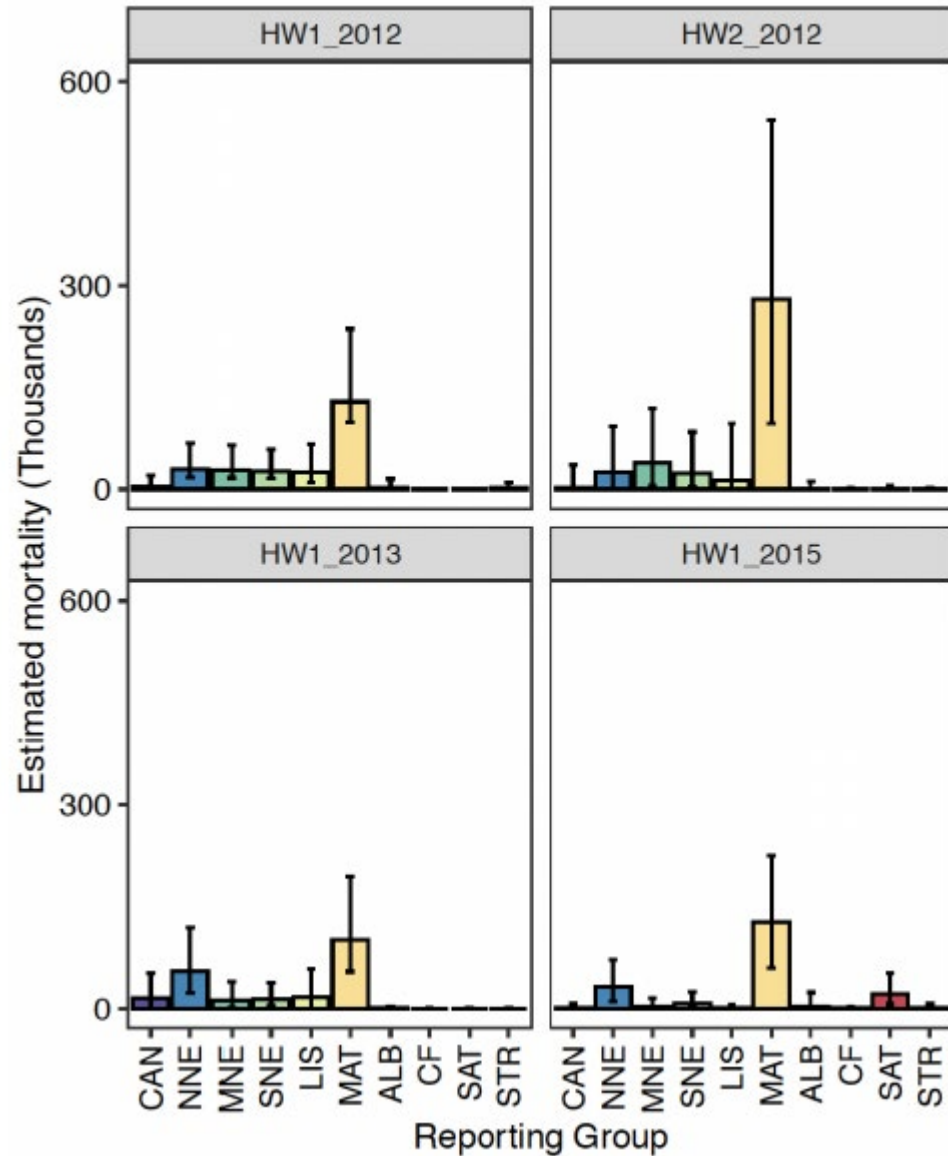 HW1_2012
HW2_2012
600
300
0
HW1_2013
HW1_2015
600
300
0
Estimated mortality (Thousands)
CAN NNE MNE SNE LIS MAT ALB CF SAT STR
CAN NNE MNE SNE LIS MAT ALB CF SAT STR
Reporting Group